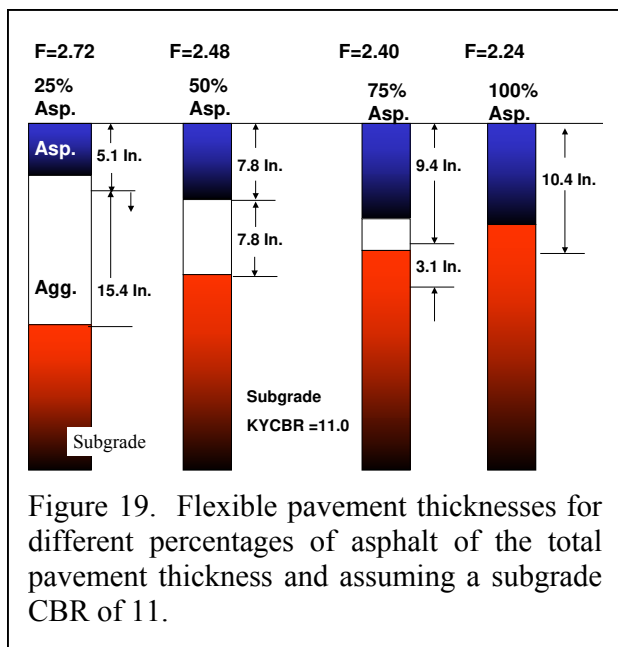 F=2.72 F=2.48 F=2.40 F=2.24
25% Asp.
50% Asp.
75% Asp.
100% Asp.
Asp.
5.1 In.
7.8 In.
9.4 In.
10.4 In.
7.8 In.
3.1 In.
15.4 In.
Agg.
Subgrade
KYCBR =11.0
Subgrade
Figure 19. Flexible pavement thicknesses for
different percentages of asphalt of the total
pavement thickness and assuming a subgrade
CBR of 11.